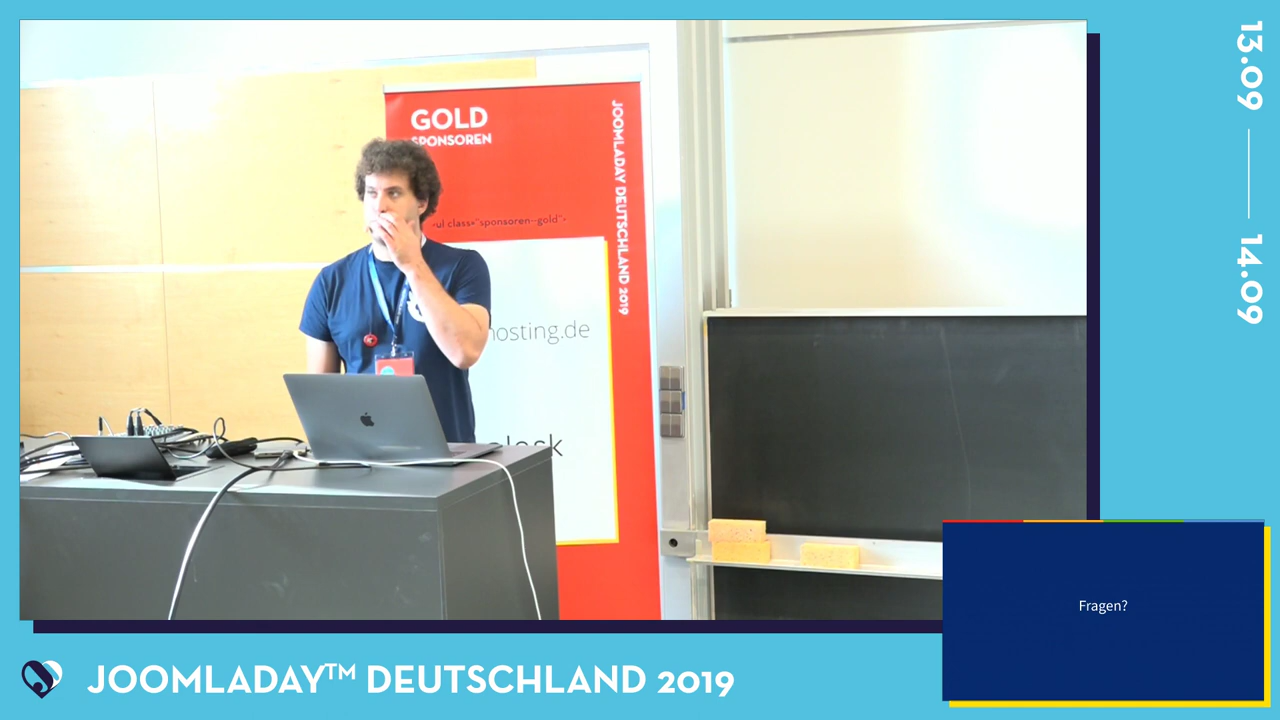 GOLD
SPONSOREN
JOOMLADAY DEUTSCHLAND 2019
<ul class="sponsoren-gold">
hosting.de
13.09
14.09
Fragen?
JOOMLADAY™ DEUTSCHLAND 2019